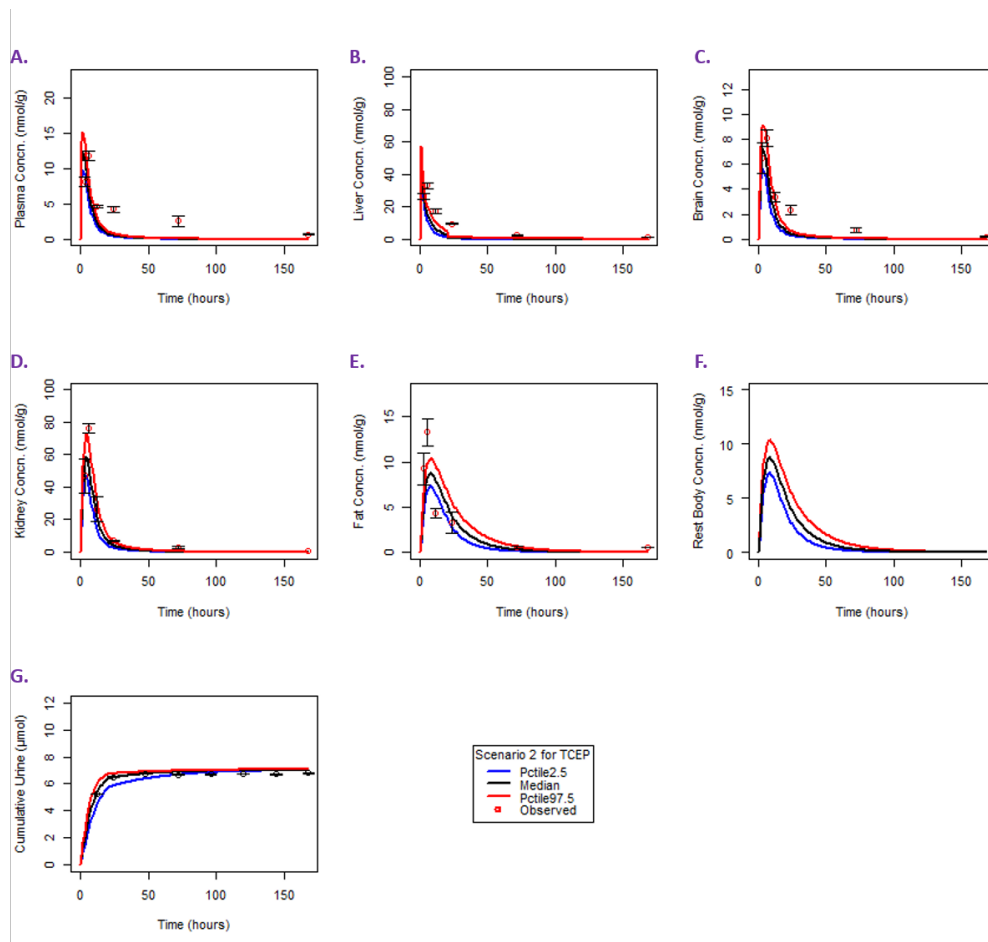 A.
Plasma Concn. (nmol/g)
20
15
10
5
0
0 50 100 150
Time (hours)
B.
Liver Concn. (nmol/g)
100
80
60
40
20
0
0 50 100 150
Time (hours)
C.
Brain Concn. (nmol/g)
12
10
8
6
4
2
0
0 50 100 150
Time (hours)
D.
Kidney Concn. (nmol/g)
100
80
60
40
20
0
0 50 100 150
Time (hours)
E.
Fat Concn. (nmol/g)
15
10
5
0
0 50 100 150
Time (hours)
F.
Rest Body Concn. (nmol/g)
15
10
5
0
0 50 100 150
Time (hours)
G.
Cumulative Urine (µmol)
12
10
8
6
4
2
0
0 50 100 150
Time (hours)
Scenario 2 for TCEP
Pctile2.5
Median
Pctile97.5
Observed